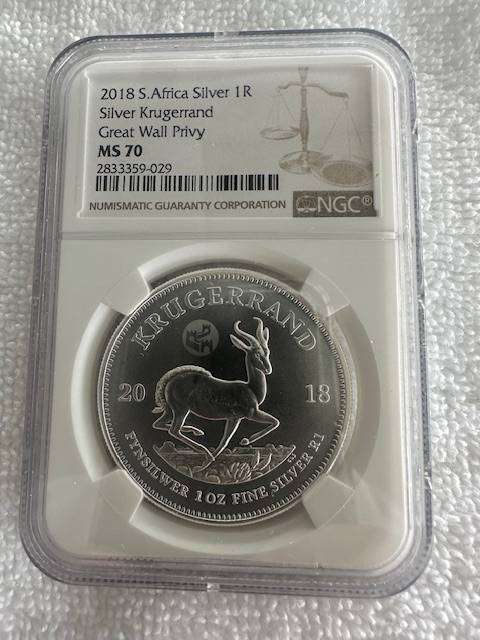 2018 S.Africa Silver 1R
Silver Krugerrand
Great Wall Privy
MS 70
2833359-029
NUMISMATIC GUARANTY CORPORATION
NGC®
KRUGERRAND
20 18
FYNSILWER 1 OZ FINE SILVER R1